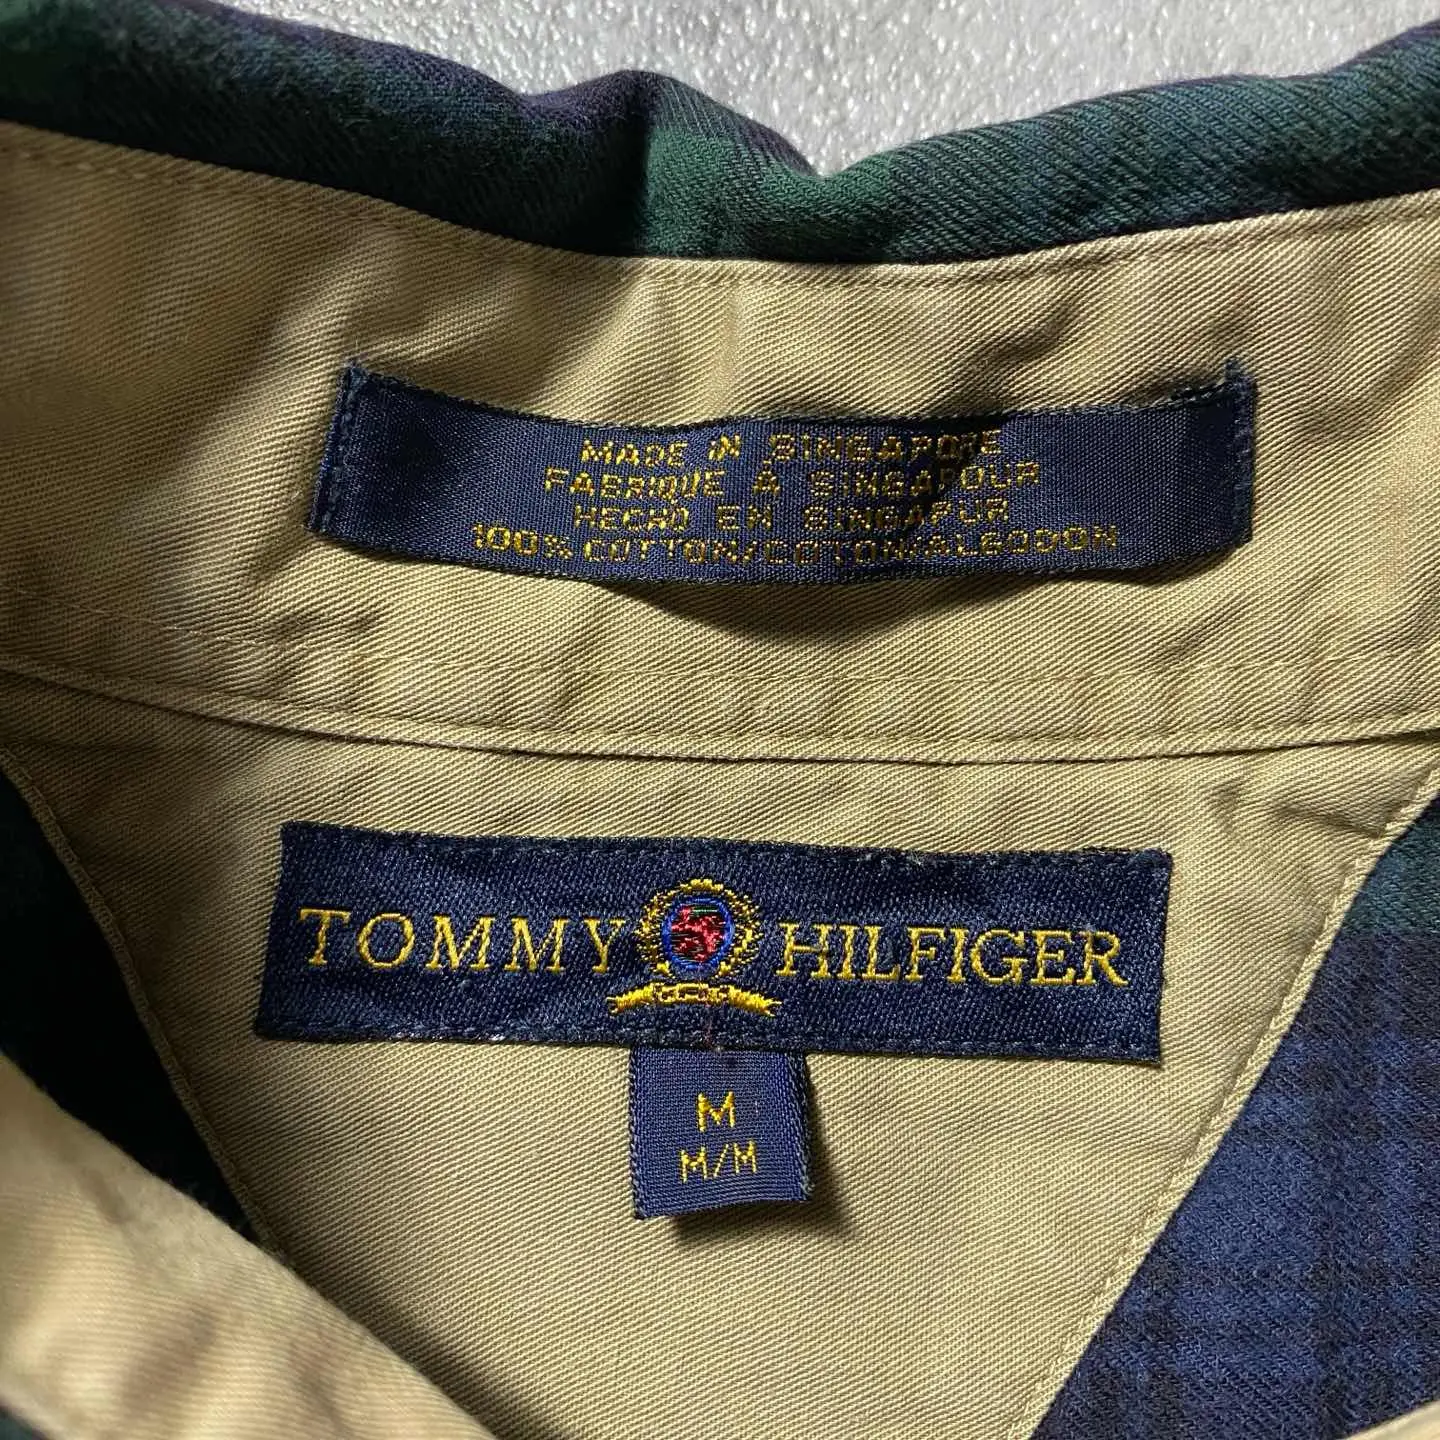 MADE IN SINGAPORE
FABRIQUE A SINGAPOUR
HECHO EN SINGAPUR
100% COTTON/COTON/ALGODON
TOMMY HILFIGER
M
M/M